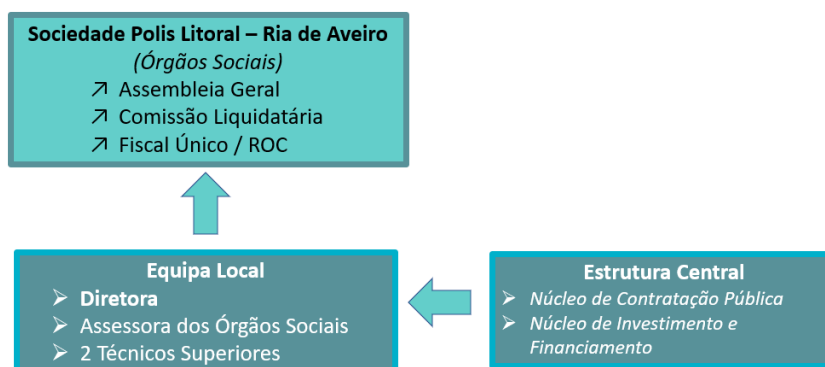 Sociedade Polis Litoral – Ria de Aveiro
(Órgãos Sociais)
Assembleia Geral
Comissão Liquidatária
Fiscal Único / ROC
Equipa Local
Diretora
Assessora dos Órgãos Sociais
2 Técnicos Superiores
Estrutura Central
Núcleo de Contratação Pública
Núcleo de Investimento e
Financiamento